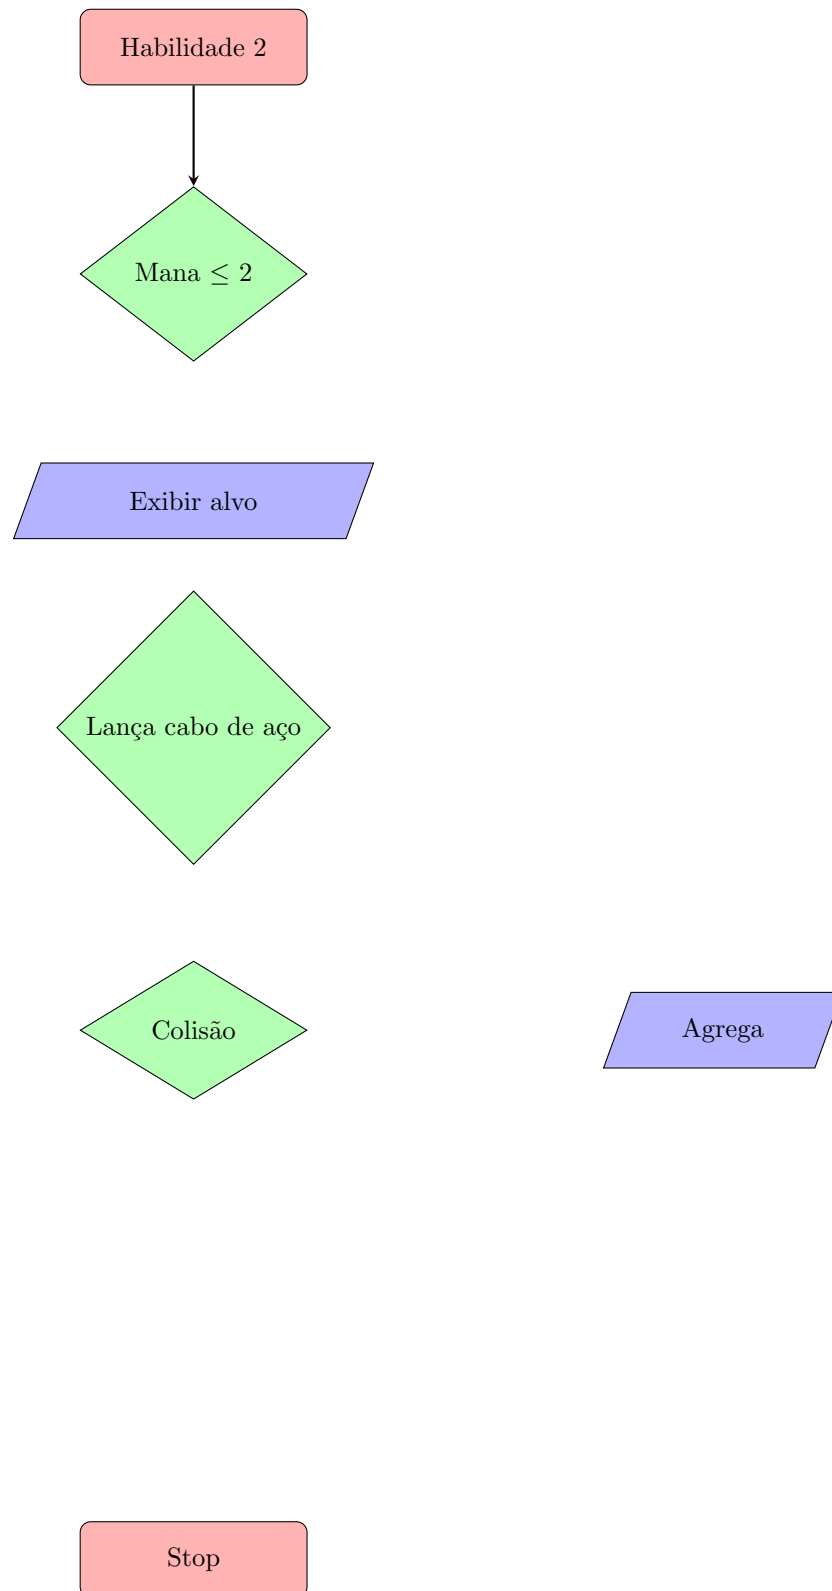 Habilidade 2
Mana ≤ 2
Exibir alvo
Lança cabo de aço
Colisão
Agrega
Stop